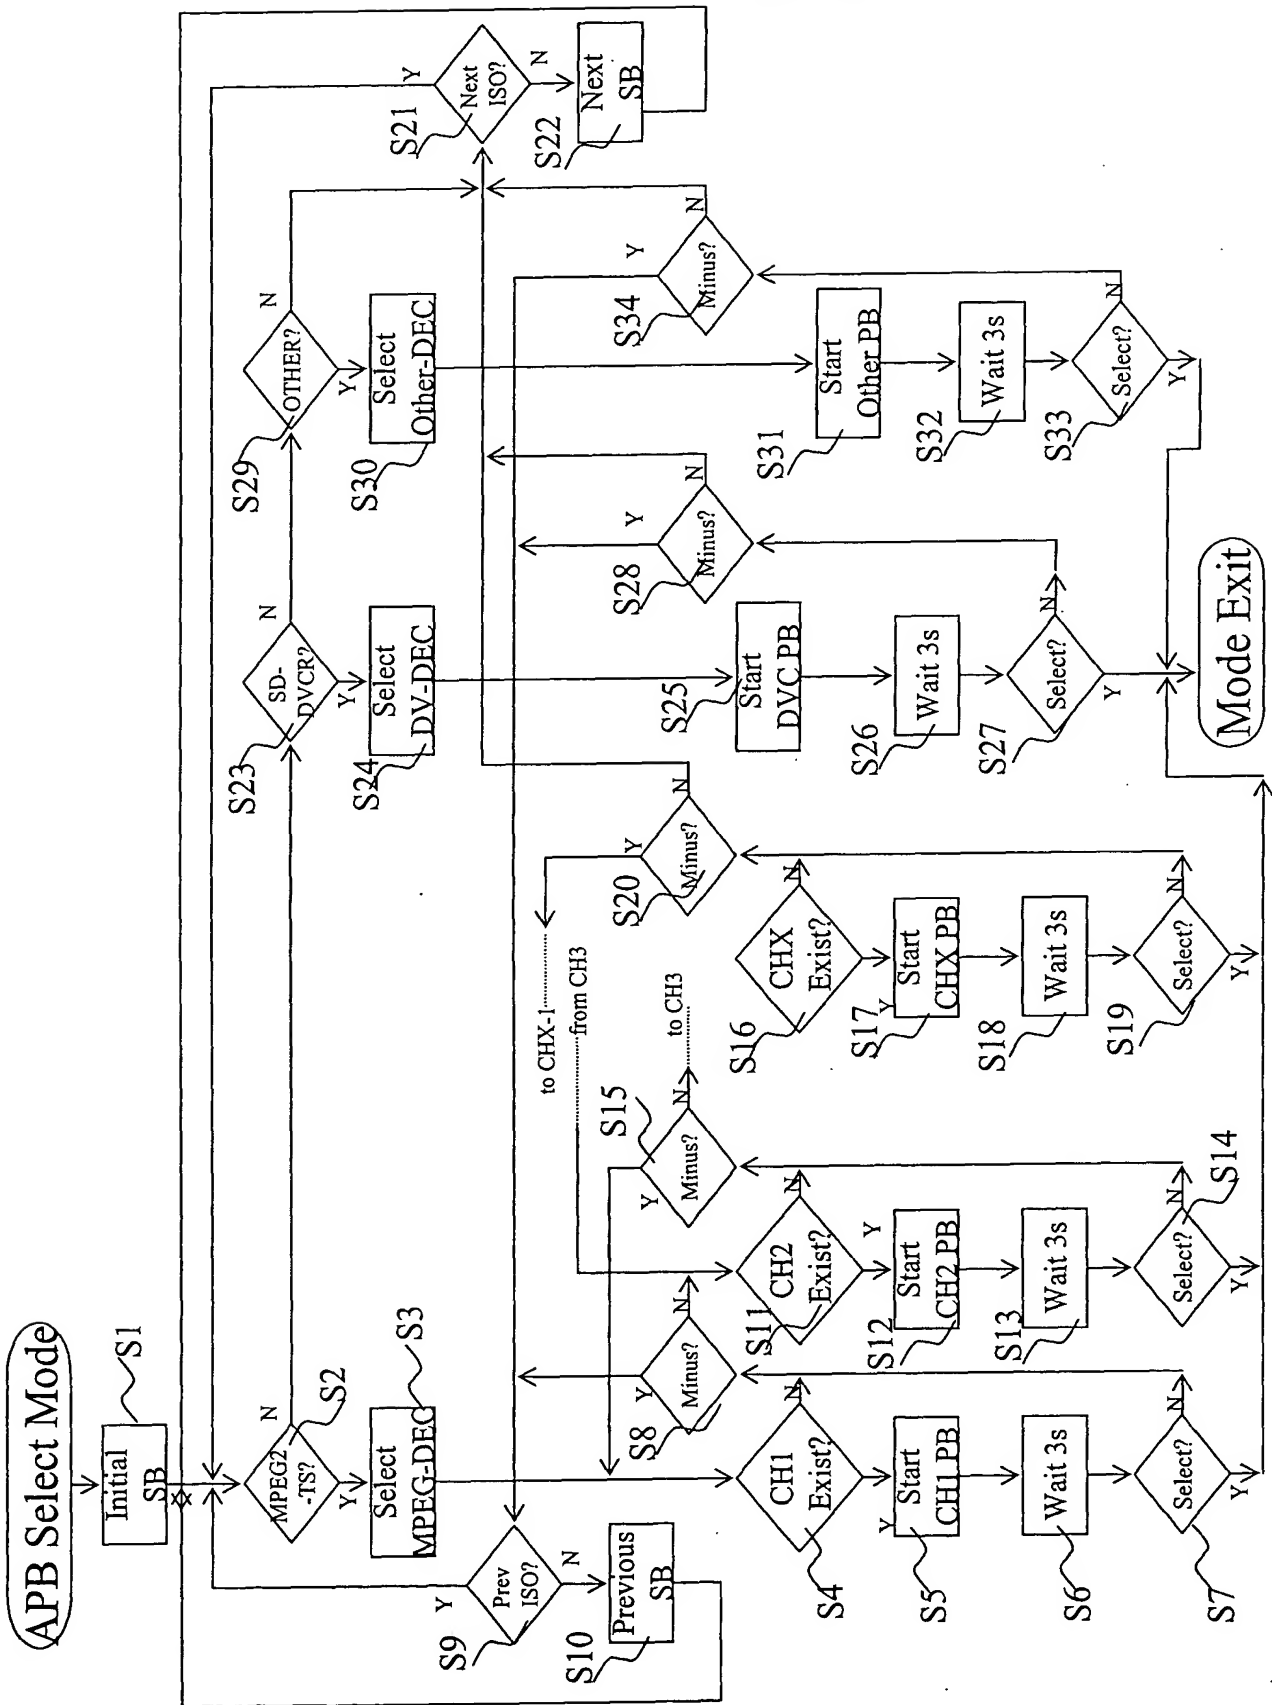 APB Select Mode
Initial
SB
S1
MPEG2
-TS?
S2
N
Y
Select
MPEG-DEC
S3
Prev
ISO?
S9
Y
N
Previous
SB
S10
CH1
Exist?
S4
N
Y
Start
CH1 PB
S5
Wait 3s
S6
Select?
S7
N
Y
Minus?
S8
Y
N
CH2
Exist?
S11
N
Y
Start
CH2 PB
S12
Wait 3s
S13
Select?
S14
N
Y
Minus?
S15
Y
N
to CH3
from CH3
to CHX-1
CHX
Exist?
S16
N
Y
Start
CHX PB
S17
Wait 3s
S18
Select?
S19
N
Y
Minus?
S20
Y
N
SD-
DVCR?
S23
N
Y
Select
DV-DEC
S24
Start
DVC PB
S25
Wait 3s
S26
Select?
S27
N
Y
Minus?
S28
Y
N
OTHER?
S29
N
Y
Select
Other-DEC
S30
Start
Other PB
S31
Wait 3s
S32
Select?
S33
N
Y
Minus?
S34
Y
N
Next
ISO?
S21
Y
N
Next
SB
S22
Mode Exit